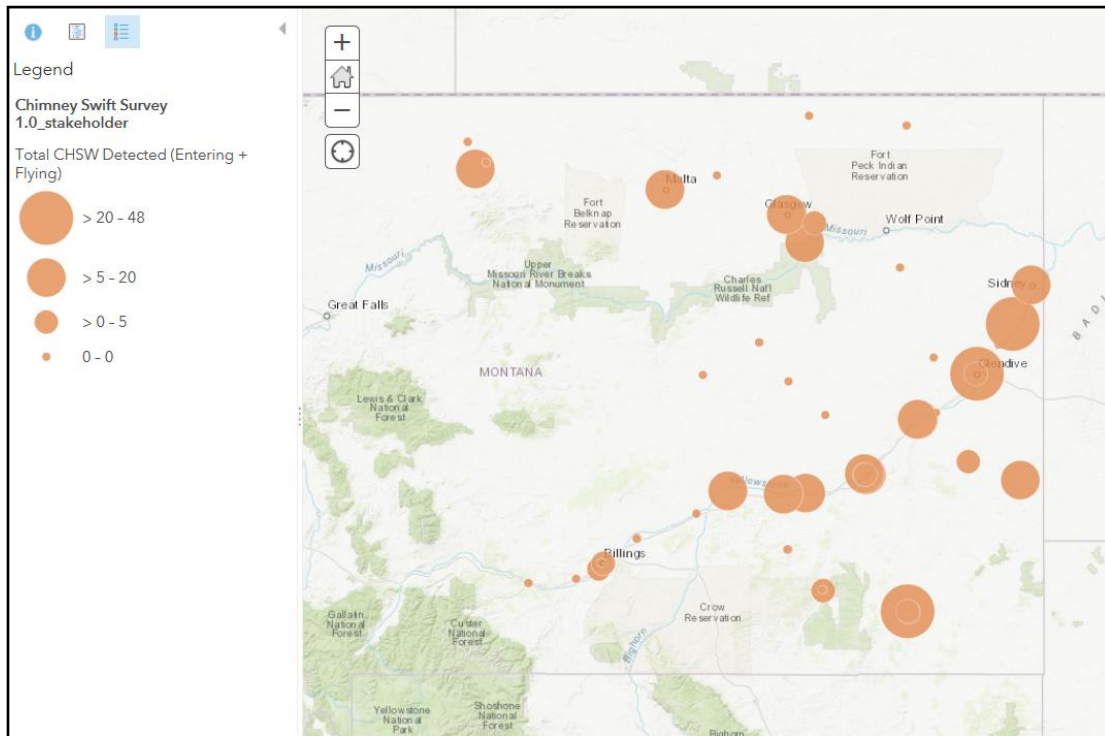 Legend
Chimney Swift Survey
1.0_stakeholder
Total CHSW Detected (Entering +
Flying)
> 20 - 48
> 5 - 20
> 0 - 5
0 - 0
+
−
Fort
Peck Indian
Reservation
Malta
Fort
Belknap
Reservation
Glasgow
Wolf Point
Missouri
Missouri
Upper
Missouri River Breaks
National Monument
Charles
Russell Nat'l
Wildlife Ref
Sidney
Great Falls
Glendive
MONTANA
Lewis & Clark
National
Forest
Yellowstone
Billings
Crow
Reservation
Bighorn
Gallatin
National
Forest
Custer
National
Forest
Yellowstone
National
Park
Shoshone
National
Forest
Bighorn